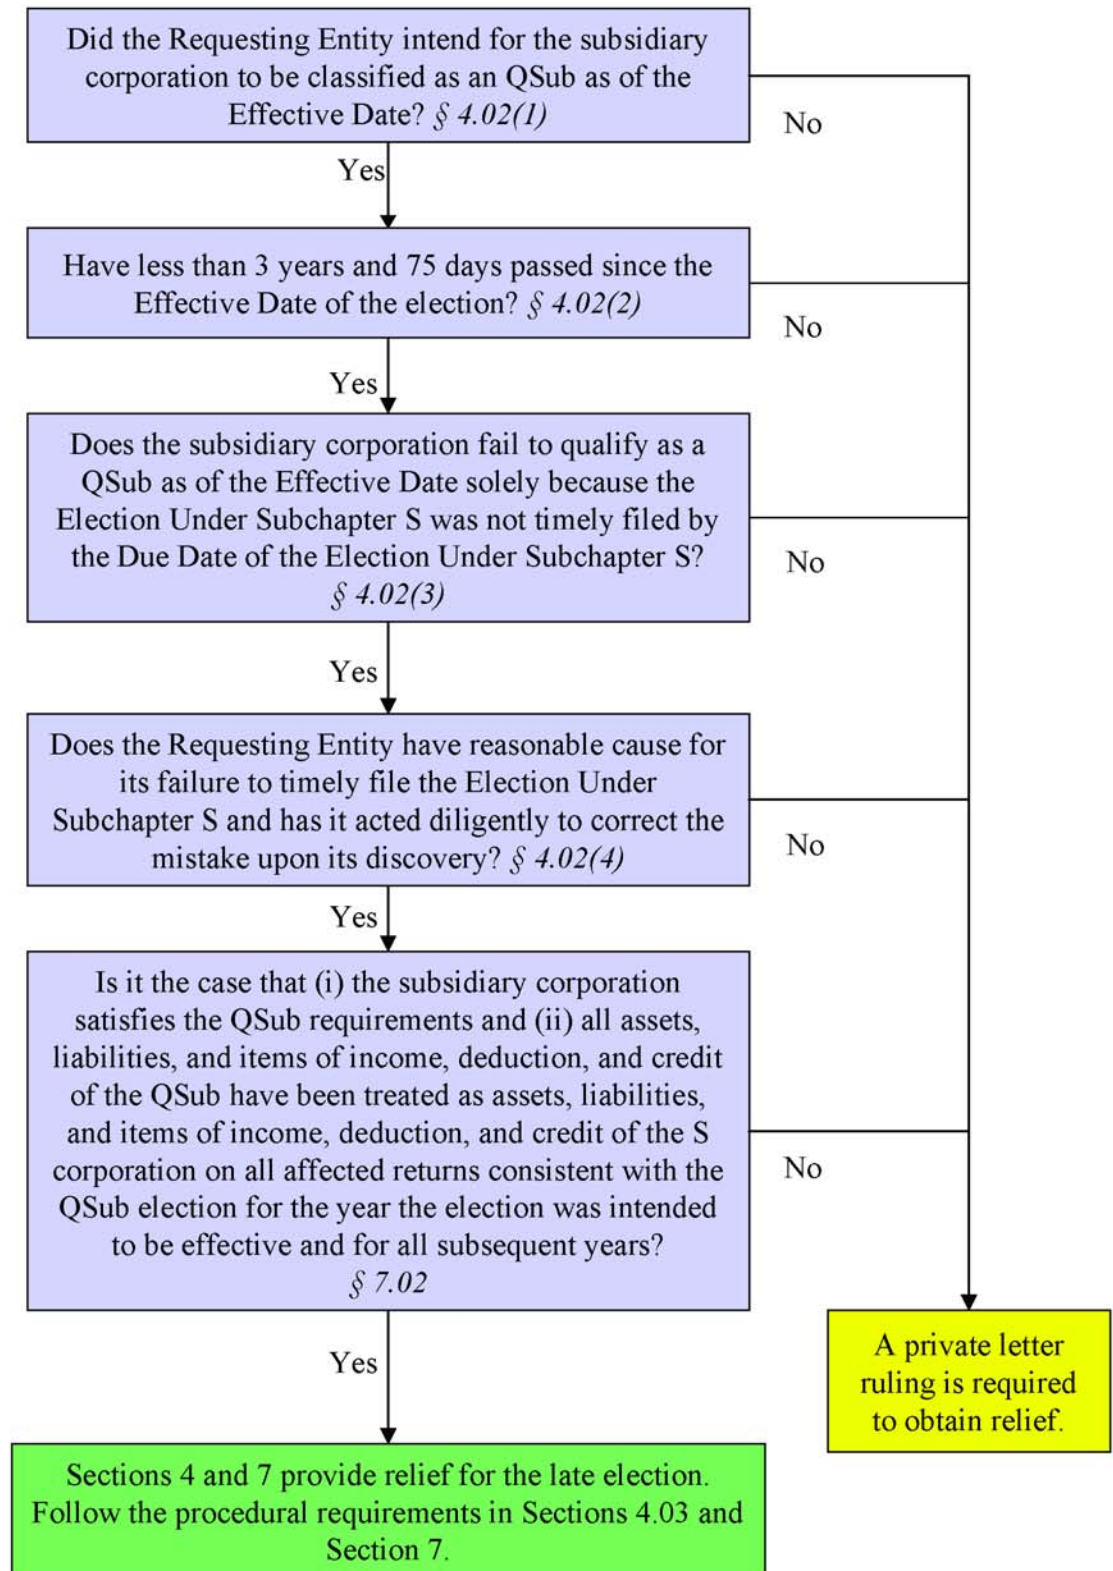 Did the Requesting Entity intend for the subsidiary
corporation to be classified as an QSub as of the
Effective Date? § 4.02(1)
No
Yes
Have less than 3 years and 75 days passed since the
Effective Date of the election? § 4.02(2)
No
Yes
Does the subsidiary corporation fail to qualify as a
QSub as of the Effective Date solely because the
Election Under Subchapter S was not timely filed by
the Due Date of the Election Under Subchapter S?
§ 4.02(3)
No
Yes
Does the Requesting Entity have reasonable cause for
its failure to timely file the Election Under
Subchapter S and has it acted diligently to correct the
mistake upon its discovery? § 4.02(4)
No
Yes
Is it the case that (i) the subsidiary corporation
satisfies the QSub requirements and (ii) all assets,
liabilities, and items of income, deduction, and credit
of the QSub have been treated as assets, liabilities,
and items of income, deduction, and credit of the S
corporation on all affected returns consistent with the
QSub election for the year the election was intended
to be effective and for all subsequent years?
§ 7.02
No
Yes
A private letter
ruling is required
to obtain relief.
Sections 4 and 7 provide relief for the late election.
Follow the procedural requirements in Sections 4.03 and
Section 7.